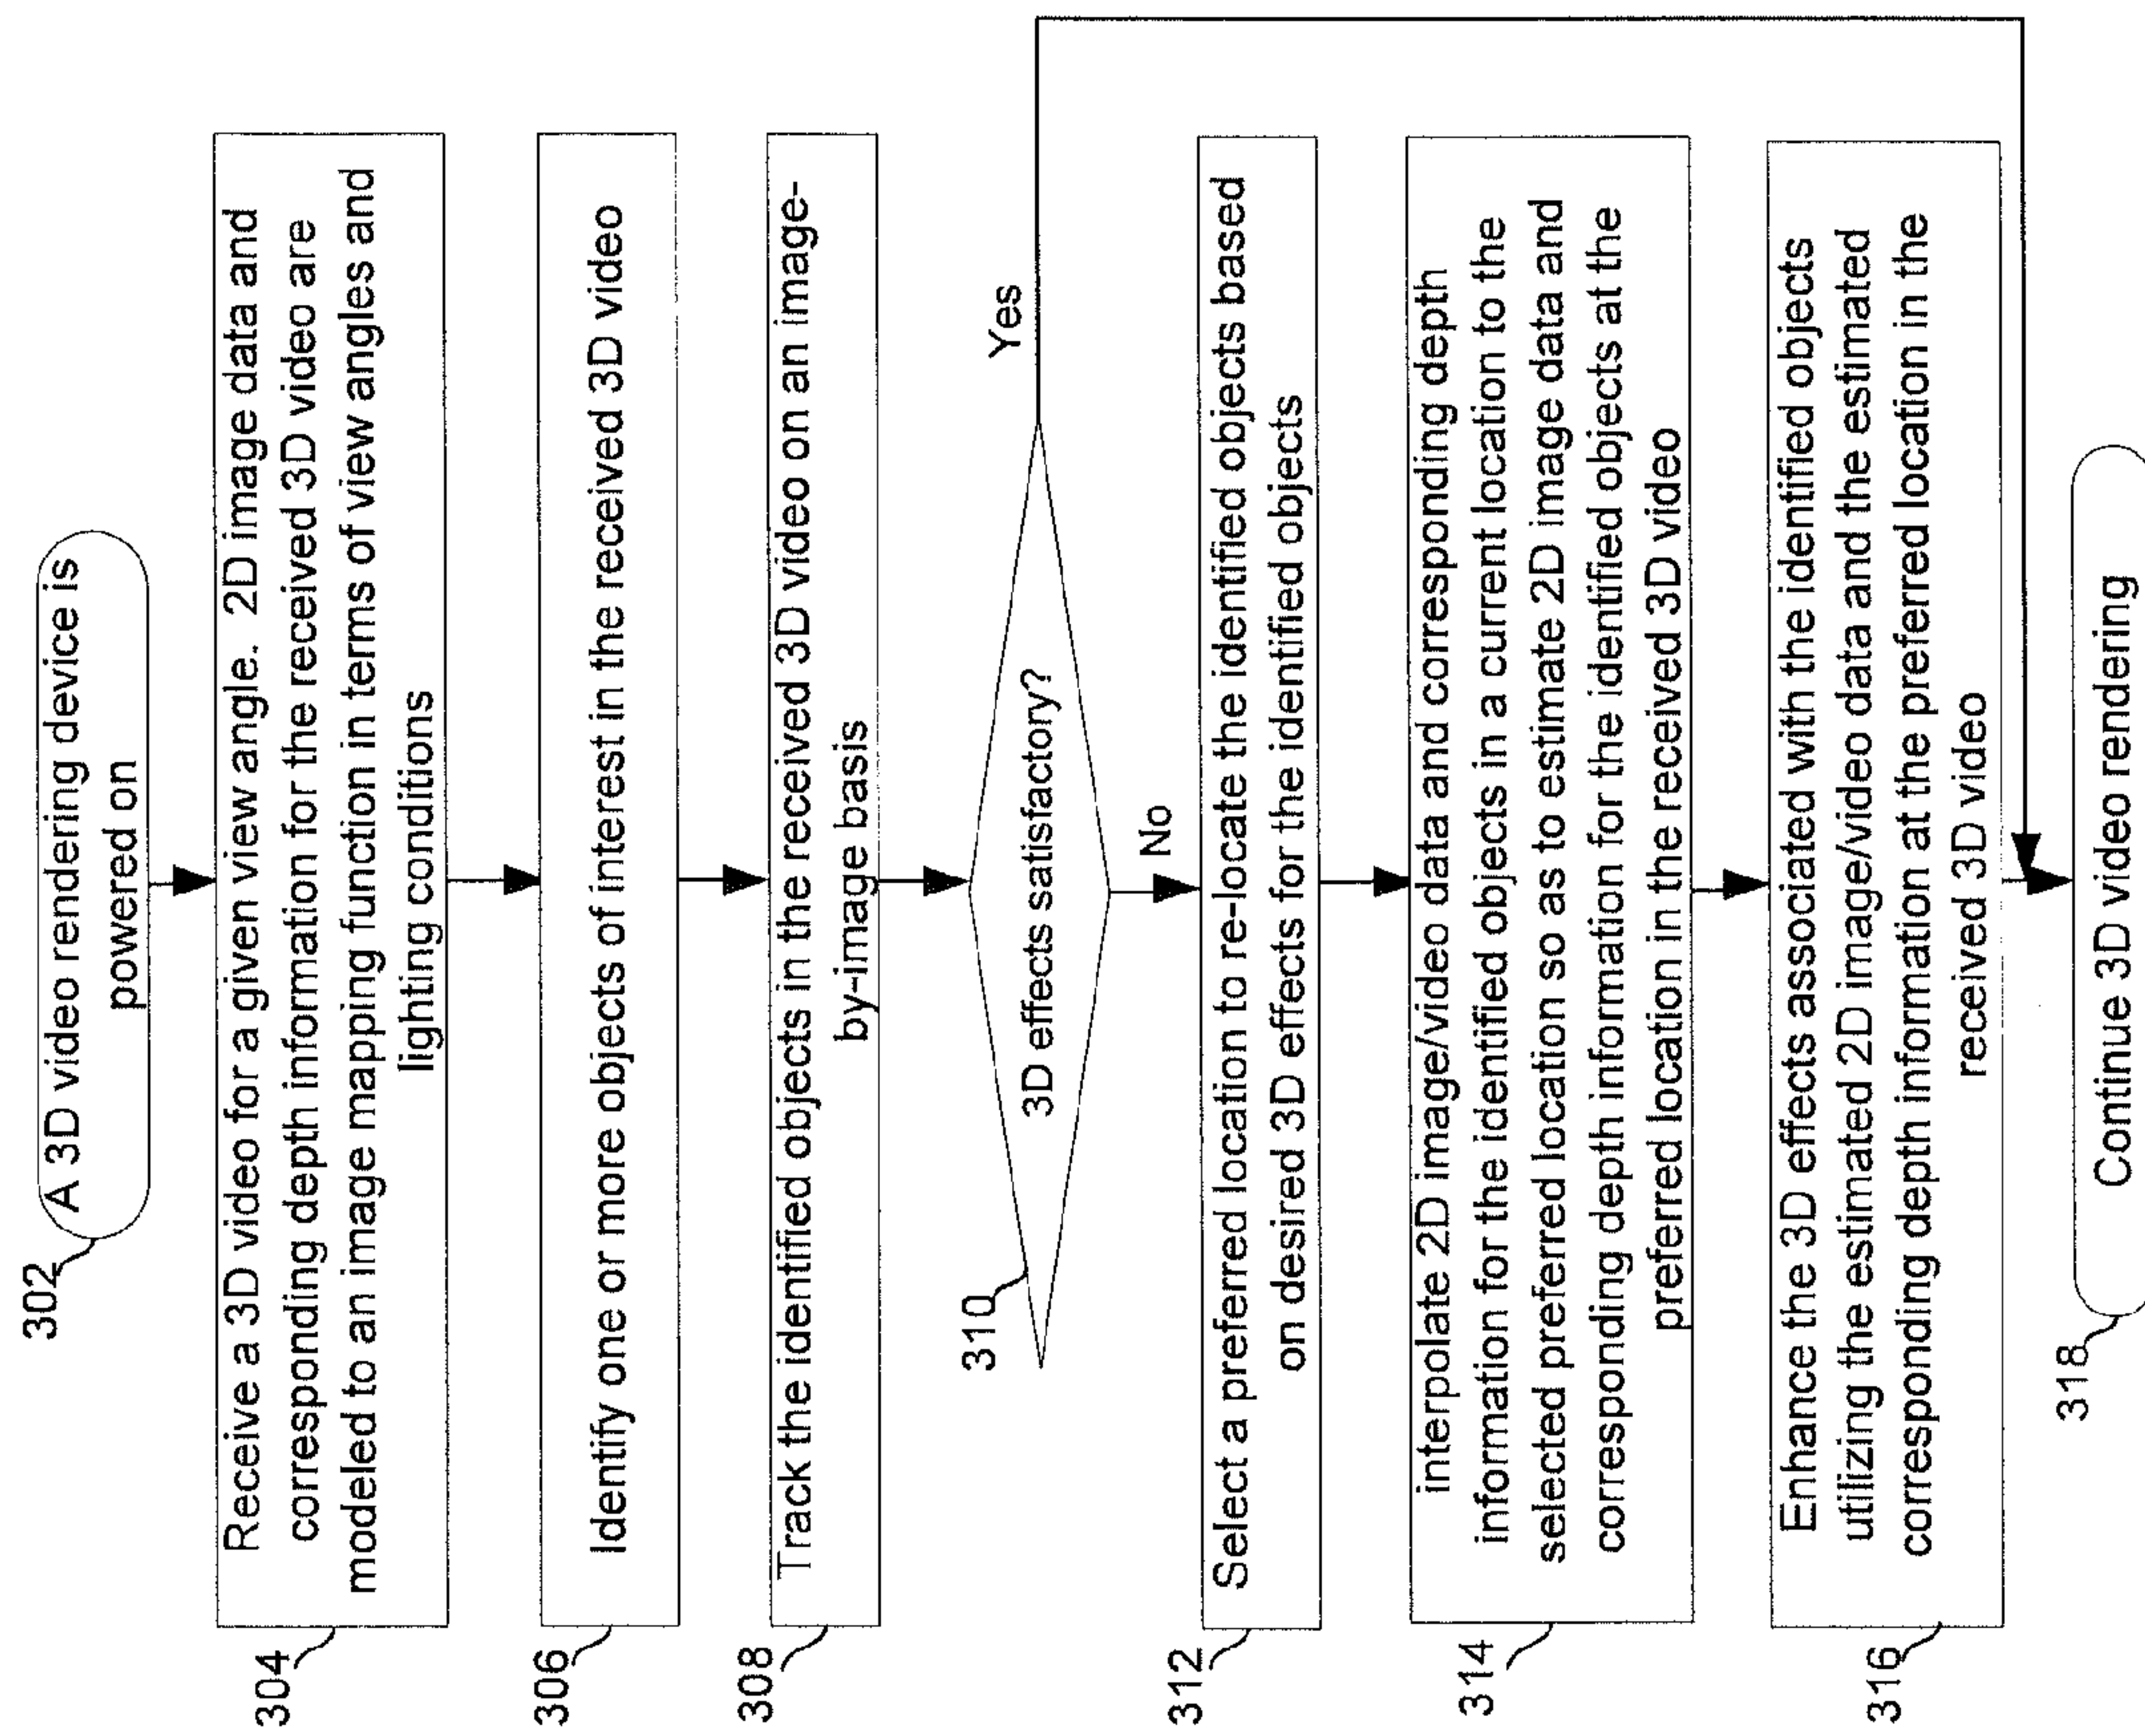 302
A 3D video rendering device is
powered on
304
Receive a 3D video for a given view angle. 2D image data and
corresponding depth information for the received 3D video are
modeled to an image mapping function in terms of view angles and
lighting conditions
306
Identify one or more objects of interest in the received 3D video
308
Track the identified objects in the received 3D video on an image-
by-image basis
310
3D effects satisfactory?
Yes
No
312
Select a preferred location to re-locate the identified objects based
on desired 3D effects for the identified objects
314
interpolate 2D image/video data and corresponding depth
information for the identified objects in a current location to the
selected preferred location so as to estimate 2D image data and
corresponding depth information for the identified objects at the
preferred location in the received 3D video
316
Enhance the 3D effects associated with the identified objects
utilizing the estimated 2D image/video data and the estimated
corresponding depth information at the preferred location in the
received 3D video
318
Continue 3D video rendering